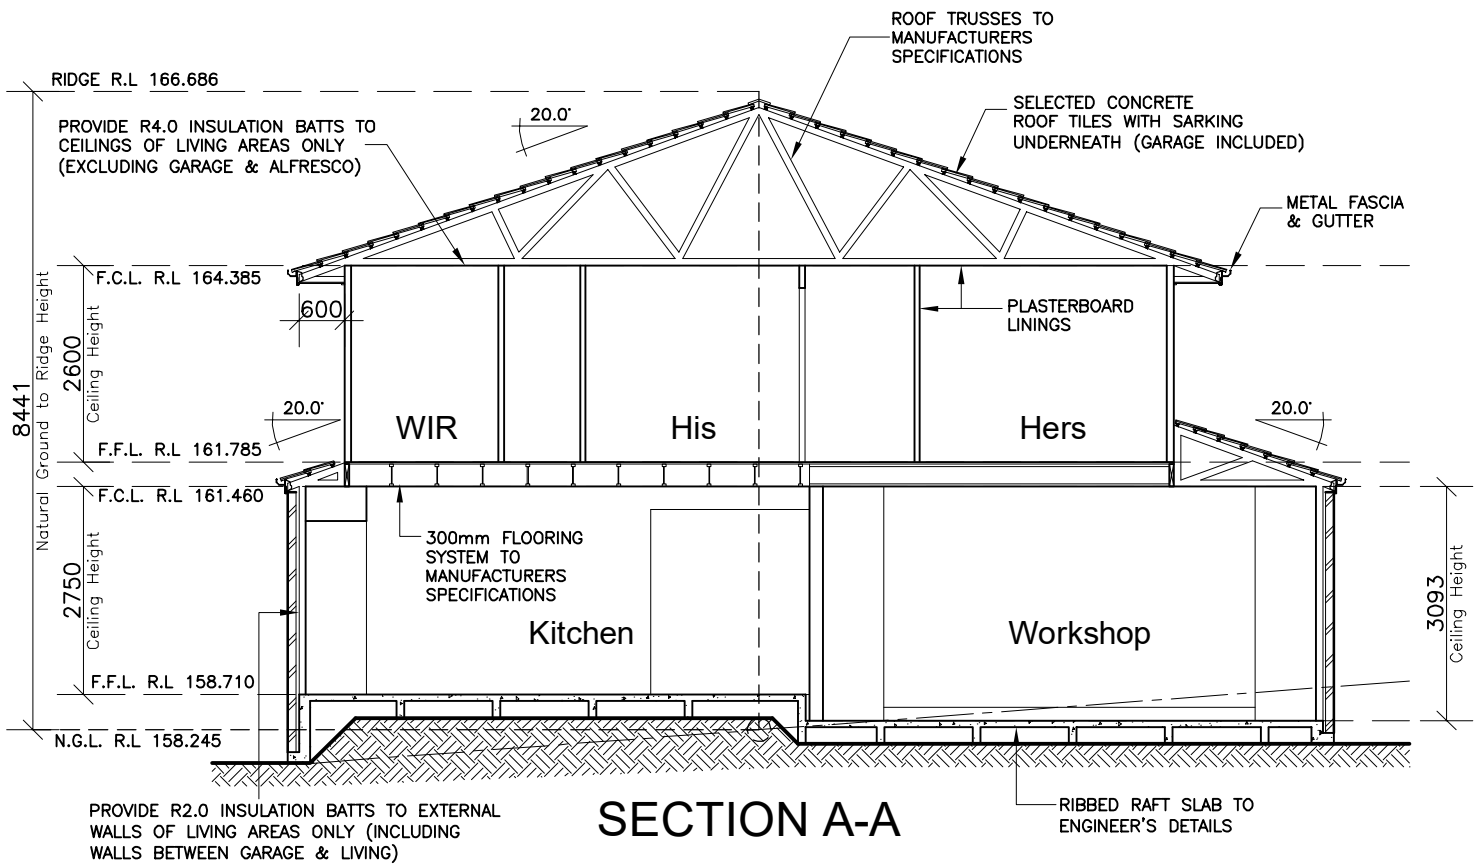 ROOF TRUSSES TO
MANUFACTURERS
SPECIFICATIONS
RIDGE R.L 166.686
PROVIDE R4.0 INSULATION BATTS TO
CEILINGS OF LIVING AREAS ONLY
(EXCLUDING GARAGE & ALFRESCO)
20.0°
SELECTED CONCRETE
ROOF TILES WITH SARKING
UNDERNEATH (GARAGE INCLUDED)
METAL FASCIA
& GUTTER
F.C.L. R.L 164.385
600
PLASTERBOARD
LININGS
8441
Natural Ground to Ridge Height
2600
Ceiling Height
20.0°
WIR
His
Hers
20.0°
F.F.L. R.L 161.785
F.C.L. R.L 161.460
300mm FLOORING
SYSTEM TO
MANUFACTURERS
SPECIFICATIONS
2750
Ceiling Height
Kitchen
Workshop
3093
Ceiling Height
F.F.L. R.L 158.710
N.G.L. R.L 158.245
PROVIDE R2.0 INSULATION BATTS TO EXTERNAL
WALLS OF LIVING AREAS ONLY (INCLUDING
WALLS BETWEEN GARAGE & LIVING)
SECTION A-A
RIBBED RAFT SLAB TO
ENGINEER'S DETAILS